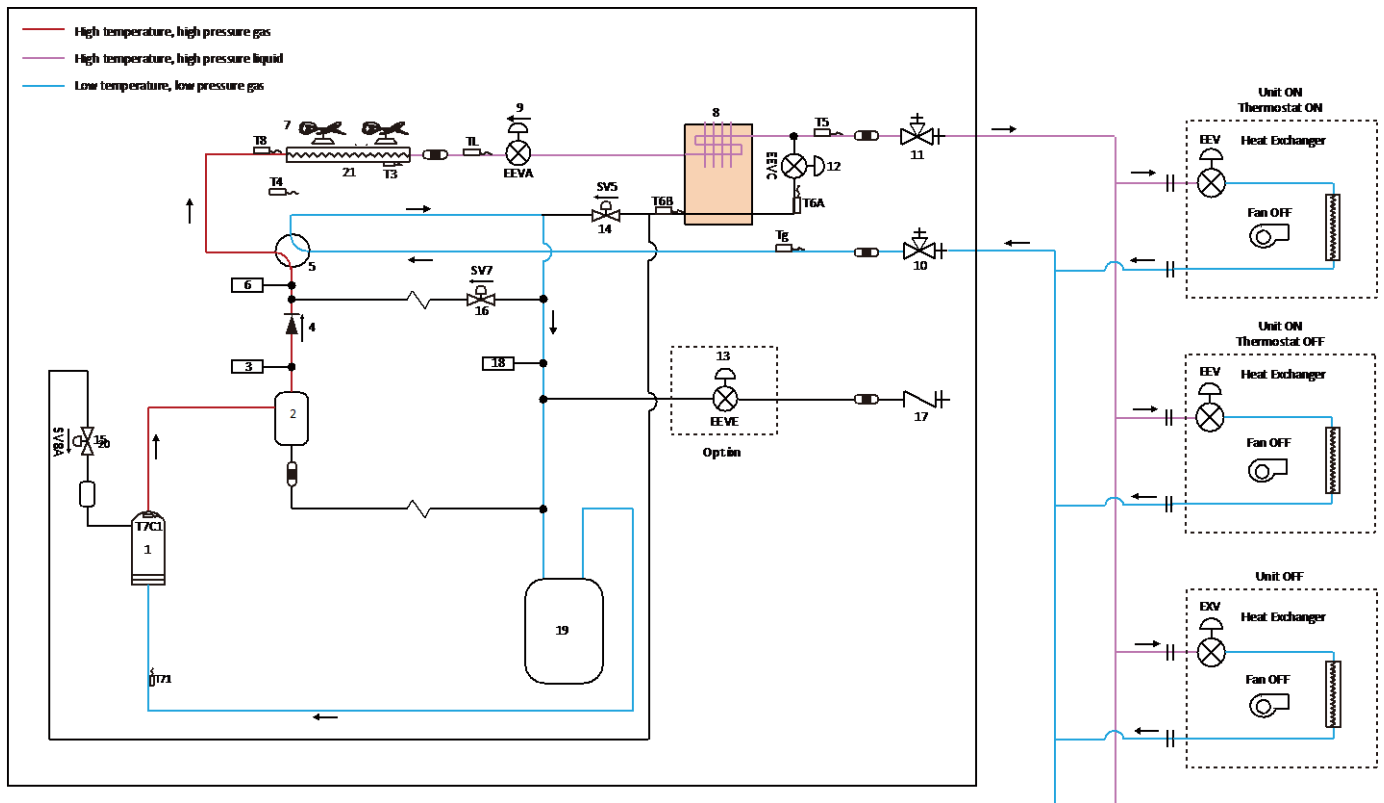 High temperature, high pressure gas
High temperature, high pressure liquid
Low temperature, low pressure gas
7
T8
21
T3
T4
TL
9
EEVA
8
T5
11
EEVC
12
T6A
T6B
SV5
14
Tg
10
5
6
SV7
16
4
3
18
13
EEVE
Option
17
2
SV8A
15
20
T7C1
1
19
T71
Unit ON
Thermostat ON
EEV
Heat Exchanger
Fan OFF
Unit ON
Thermostat OFF
EEV
Heat Exchanger
Fan OFF
Unit OFF
EXV
Heat Exchanger
Fan OFF